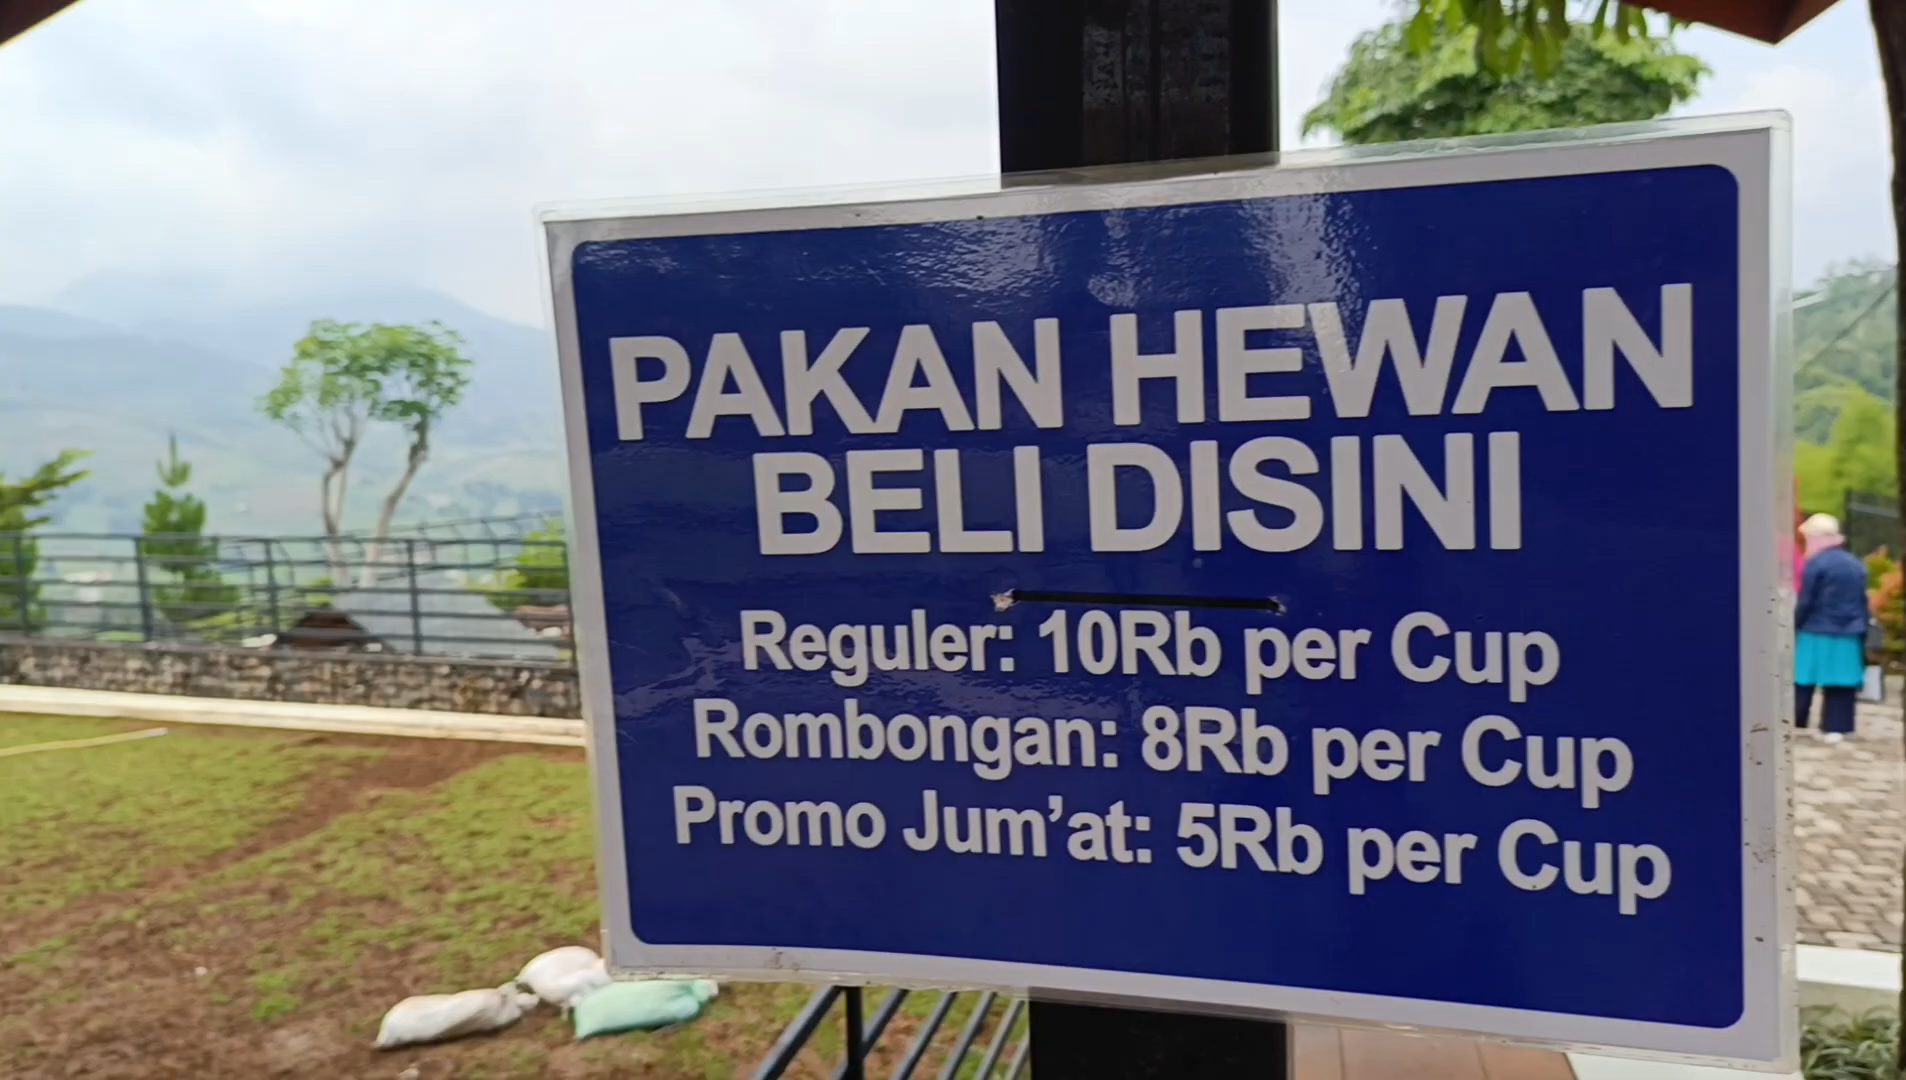 PAKAN HEWAN
BELI DISINI
Reguler: 10Rb per Cup
Rombongan: 8Rb per Cup
Promo Jum’at: 5Rb per Cup